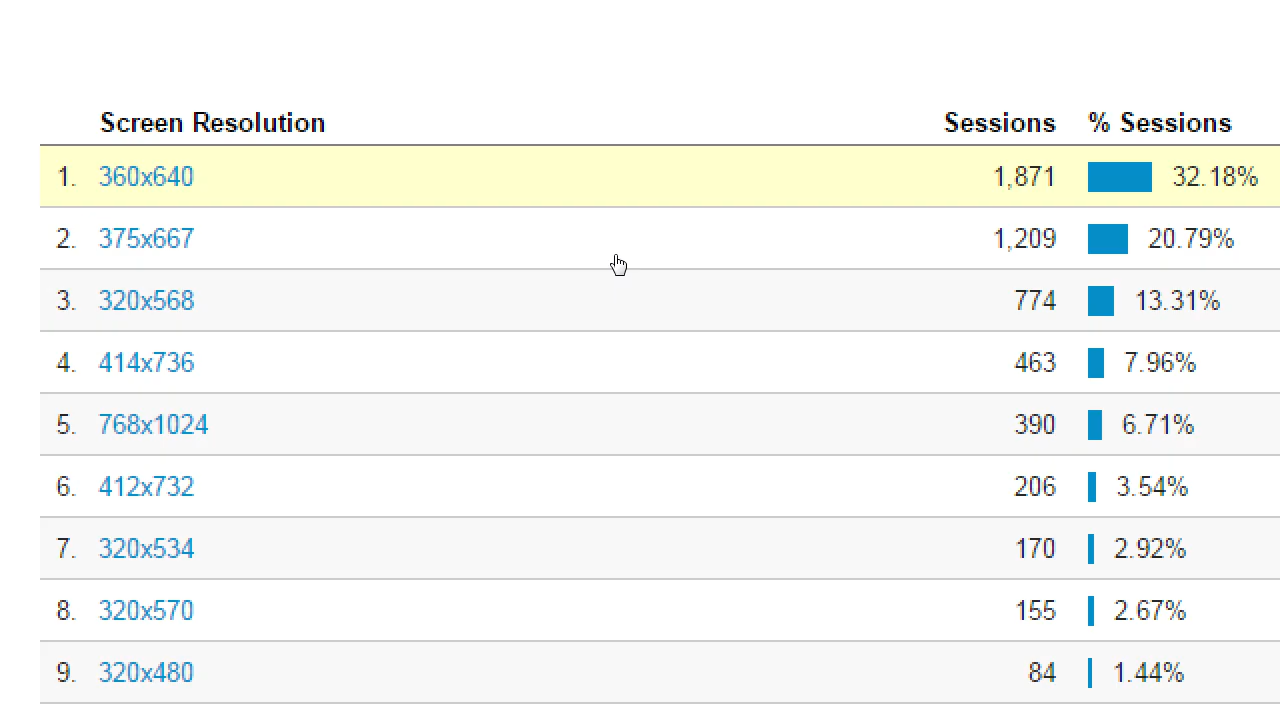 Screen Resolution Sessions % Sessions
1. 360x640 1,871 32.18%
2. 375x667 1,209 20.79%
3. 320x568 774 13.31%
4. 414x736 463 7.96%
5. 768x1024 390 6.71%
6. 412x732 206 3.54%
7. 320x534 170 2.92%
8. 320x570 155 2.67%
9. 320x480 84 1.44%